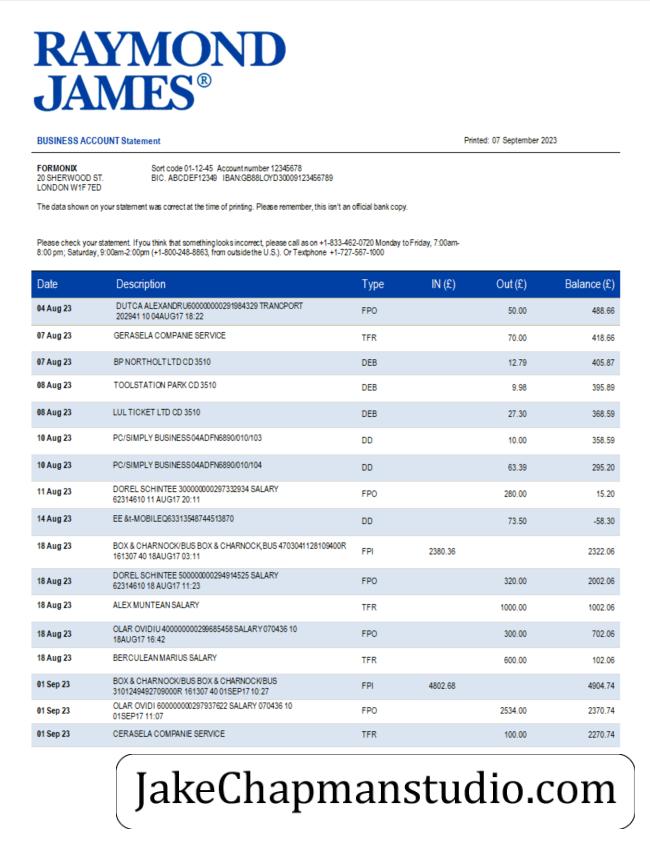 RAYMOND
JAMES®
BUSINESS ACCOUNT Statement Printed: 07 September 2023
FORMONIX Sort code 01-12-45 Account number 12345678
20 SHERWOOD ST. BIC. ABCDEF12349 IBAN:GB88LOYD30009123456789
LONDON W1F 7ED
The data shown on your statement was correct at the time of printing. Please remember, this isn't an official bank copy.
Please check your statement. If you think that something looks incorrect, please call as on +1-833-462-0720 Monday to Friday, 7:00am-
8:00 pm; Saturday, 9:00am-2:00pm (+1-800-248-8863, from outside the U.S.). Or Textphone +1-727-567-1000
Date Description Type IN (£) Out (£) Balance (£)
04 Aug 23 DUTCA ALEXANDRU600000000291984329 TRANCPORT FPO 50.00 488.66
202941 10 04AUG17 18:22
07 Aug 23 GERASELA COMPANIE SERVICE TFR 70.00 418.66
07 Aug 23 BP NORTHOLT LTD CD 3510 DEB 12.79 405.87
08 Aug 23 TOOLSTATION PARK CD 3510 DEB 9.98 395.89
08 Aug 23 LUL TICKET LTD CD 3510 DEB 27.30 368.59
10 Aug 23 PC/SIMPLY BUSINESS04ADFN6890/010/103 DD 10.00 358.59
10 Aug 23 PC/SIMPLY BUSINESS04ADFN6890/010/104 DD 63.39 295.20
11 Aug 23 DOREL SCHINTEE 300000000297332934 SALARY FPO 280.00 15.20
62314610 11 AUG17 20:11
14 Aug 23 EE &t-MOBILEQ63313548744513870 DD 73.50 -58.30
18 Aug 23 BOX & CHARNOCK/BUS BOX & CHARNOCK,BUS 4703041128109400R FPI 2380.36 2322.06
161307 40 18AUG17 03:11
18 Aug 23 DOREL SCHINTEE 500000000294914525 SALARY FPO 320.00 2002.06
62314610 18 AUG17 11:23
18 Aug 23 ALEX MUNTEAN SALARY TFR 1000.00 1002.06
18 Aug 23 OLAR OVIDIU 400000000299685458 SALARY 070436 10 FPO 300.00 702.06
18AUG17 16:42
18 Aug 23 BERCULEAN MARIUS SALARY TFR 600.00 102.06
01 Sep 23 BOX & CHARNOCK/BUS BOX & CHARNOCK/BUS FPI 4802.68 4904.74
3101249492709000R 161307 40 01SEP17 10:27
01 Sep 23 OLAR OVIDI 600000000297937622 SALARY 070436 10 FPO 2534.00 2370.74
01SEP17 11:07
01 Sep 23 CERASELA COMPANIE SERVICE TFR 100.00 2270.74
JakeChapmanstudio.com